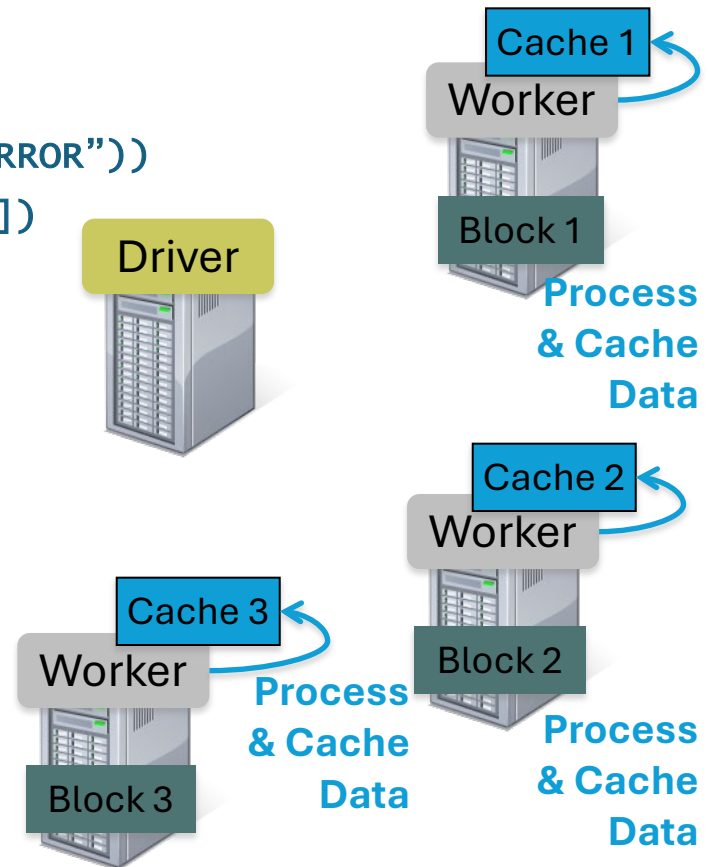 RROR”))
])
Driver
Cache 1
Worker
Block 1
Process
& Cache
Data
Cache 2
Worker
Block 2
Process
& Cache
Data
Cache 3
Worker
Block 3
Process
& Cache
Data